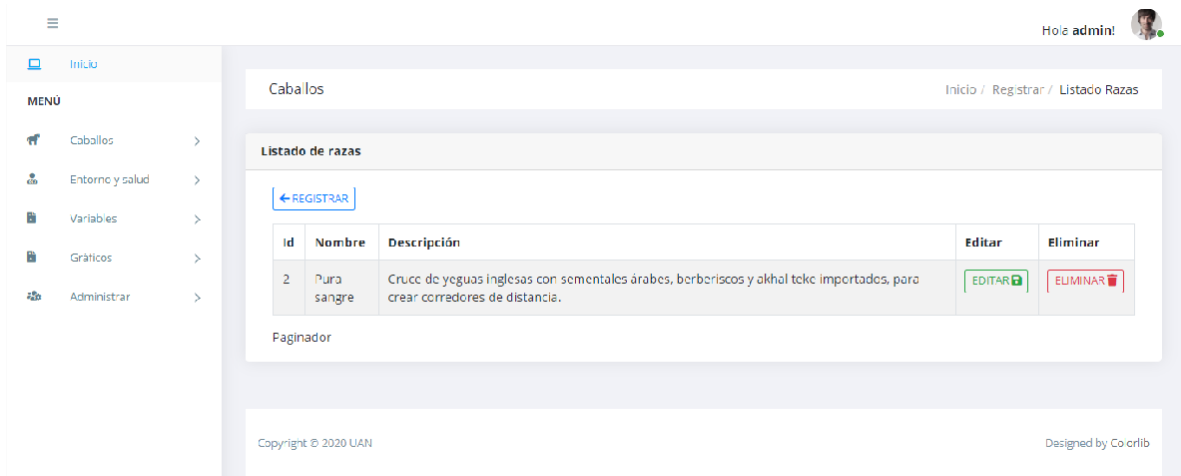 Hola admin!
Inicio
MENÚ
Caballos
Entorno y salud
Variables
Gráficos
Administrar
Caballos
Inicio / Registrar / Listado Razas
Listado de razas
REGISTRAR
Id Nombre Descripción Editar Eliminar
2 Pura Cruce de yeguas inglesas con sementales árabes, berberiscos y akhal teke importados, para EDITAR ELIMINAR
sangre crear corredores de distancia.
Paginador
Copyright © 2020 UAN Designed by Colorlib